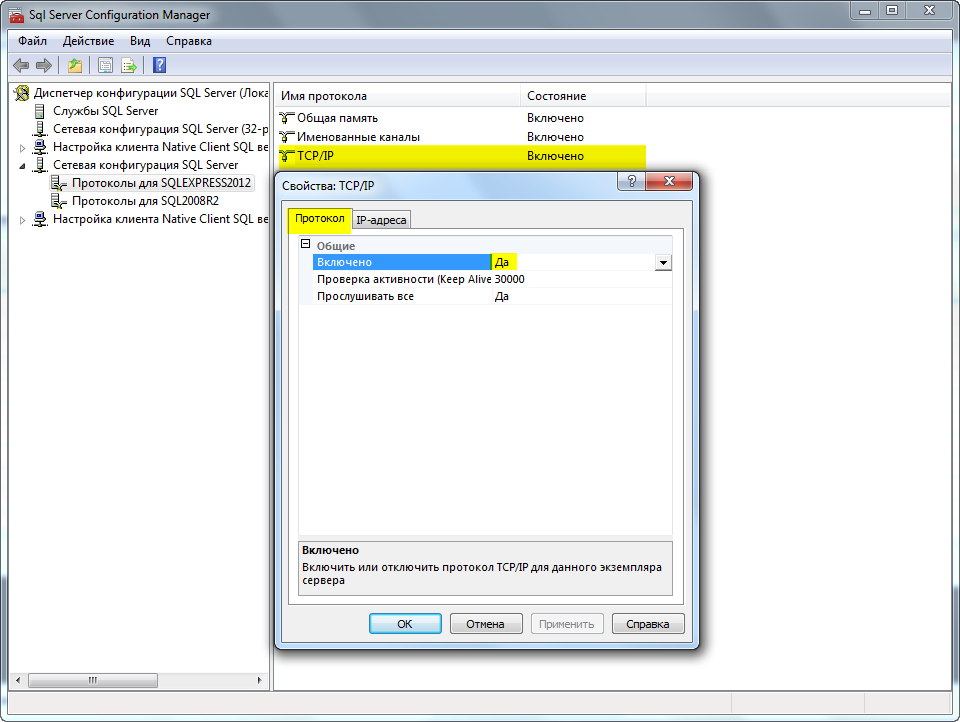 Sql Server Configuration Manager
Файл Действие Вид Справка
Диспетчер конфигурации SQL Server (Лока
Службы SQL Server
Сетевая конфигурация SQL Server (32-р
Настройка клиента Native Client SQL ве
Сетевая конфигурация SQL Server
Протоколы для SQLEXPRESS2012
Протоколы для SQL2008R2
Настройка клиента Native Client SQL ве
Имя протокола Состояние
Общая память Включено
Именованные каналы Включено
TCP/IP Включено
Свойства: TCP/IP
Протокол IP-адреса
Общие
Включено Да
Проверка активности (Keep Alive 30000
Прослушивать все Да
Включено
Включить или отключить протокол TCP/IP для данного экземпляра
сервера
ОК Отмена Применить Справка